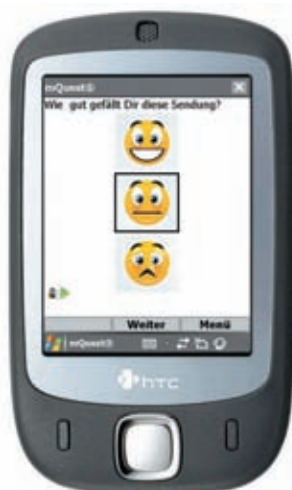 mQuest®
Wie gut gefällt Dir diese Sendung?
Weiter Menü
mQuest®
hTC